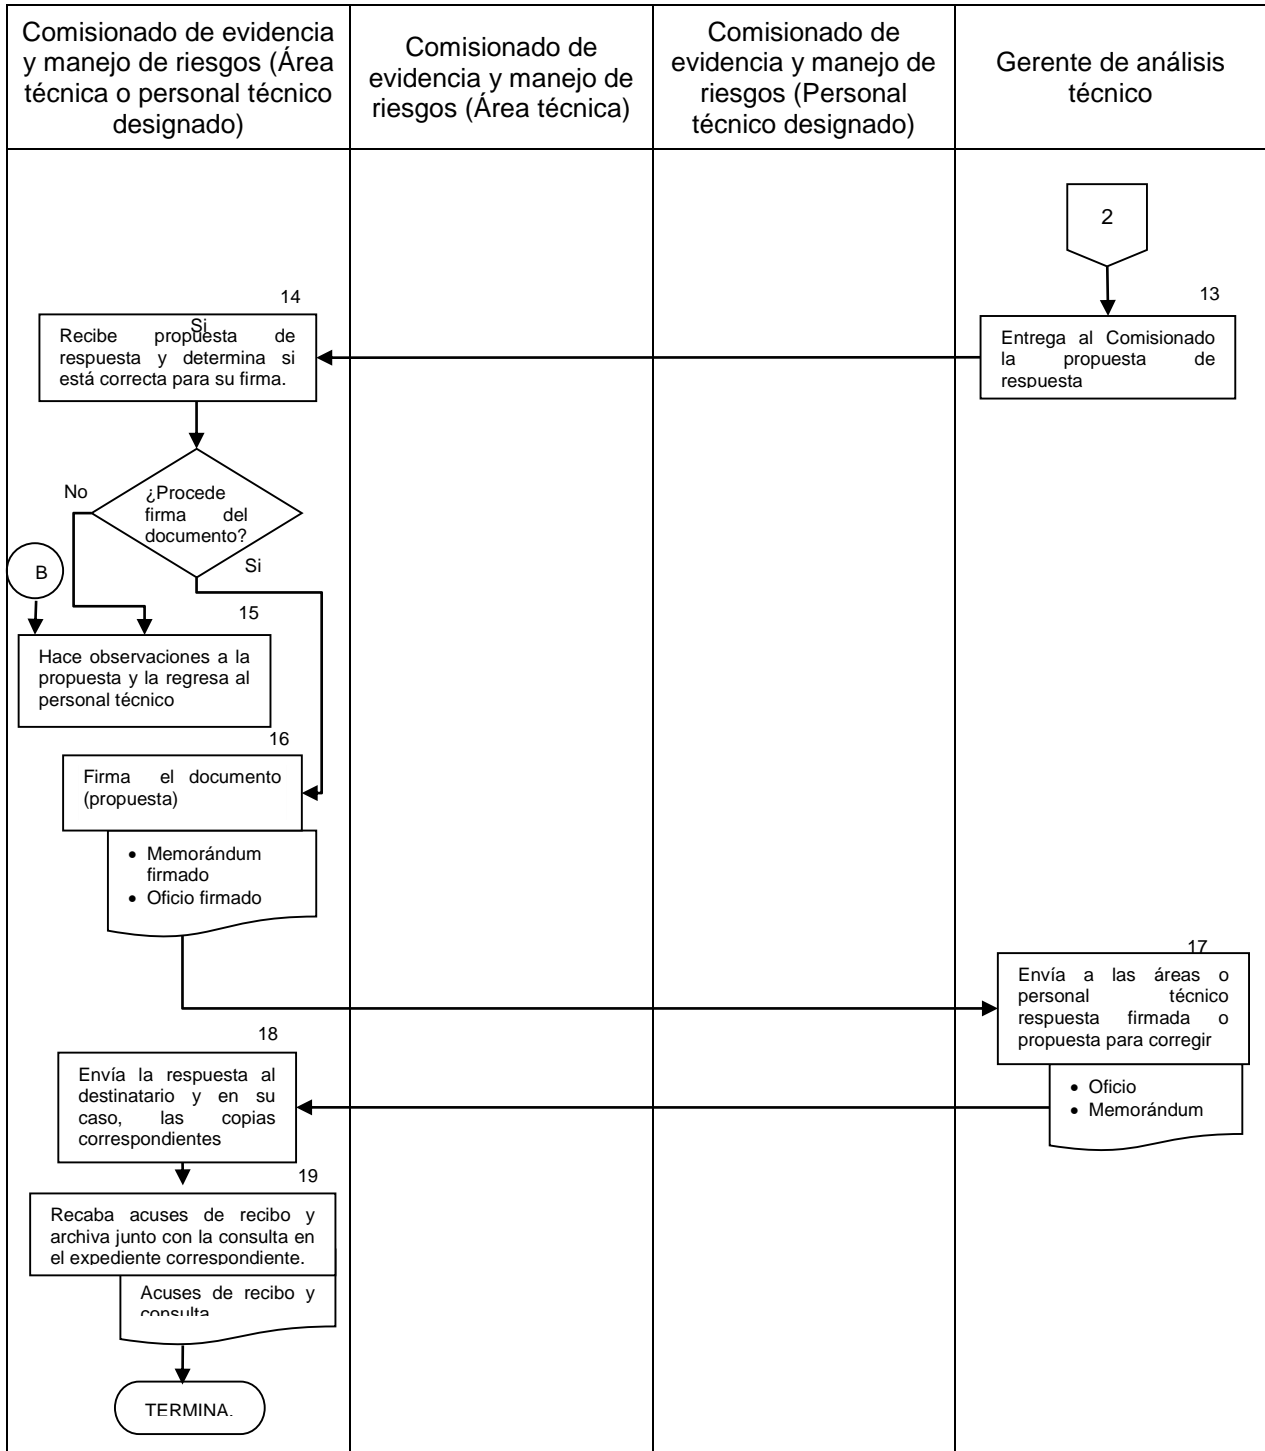 Comisionado de evidencia
y manejo de riesgos (Área
técnica o personal técnico
designado)
Comisionado de
evidencia y manejo de
riesgos (Área técnica)
Comisionado de
evidencia y manejo de
riesgos (Personal
técnico designado)
Gerente de análisis
técnico
2
13
Entrega al Comisionado
la propuesta de
respuesta
14
Si
Recibe propuesta de
respuesta y determina si
está correcta para su firma.
¿Procede
firma del
documento?
No
Si
B
15
Hace observaciones a la
propuesta y la regresa al
personal técnico
16
Firma el documento
(propuesta)
• Memorándum
firmado
• Oficio firmado
17
Envía a las áreas o
personal técnico
respuesta firmada o
propuesta para corregir
• Oficio
• Memorándum
18
Envía la respuesta al
destinatario y en su
caso, las copias
correspondientes
19
Recaba acuses de recibo y
archiva junto con la consulta en
el expediente correspondiente.
Acuses de recibo y
consulta
TERMINA.